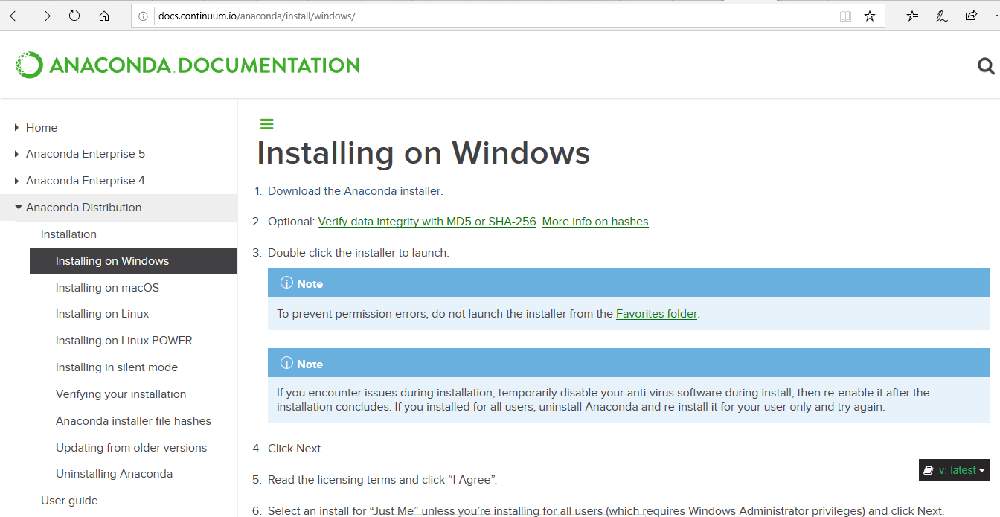 docs.continuum.io/anaconda/install/windows/
ANACONDA.DOCUMENTATION
Home
Anaconda Enterprise 5
Anaconda Enterprise 4
Anaconda Distribution
Installation
Installing on Windows
Installing on macOS
Installing on Linux
Installing on Linux POWER
Installing in silent mode
Verifying your installation
Anaconda installer file hashes
Updating from older versions
Uninstalling Anaconda
User guide
Installing on Windows
1. Download the Anaconda installer.
2. Optional: Verify data integrity with MD5 or SHA-256. More info on hashes
3. Double click the installer to launch.
Note
To prevent permission errors, do not launch the installer from the Favorites folder.
Note
If you encounter issues during installation, temporarily disable your anti-virus software during install, then re-enable it after the
installation concludes. If you installed for all users, uninstall Anaconda and re-install it for your user only and try again.
4. Click Next.
5. Read the licensing terms and click “I Agree”.
6. Select an install for “Just Me” unless you’re installing for all users (which requires Windows Administrator privileges) and click Next.
v: latest